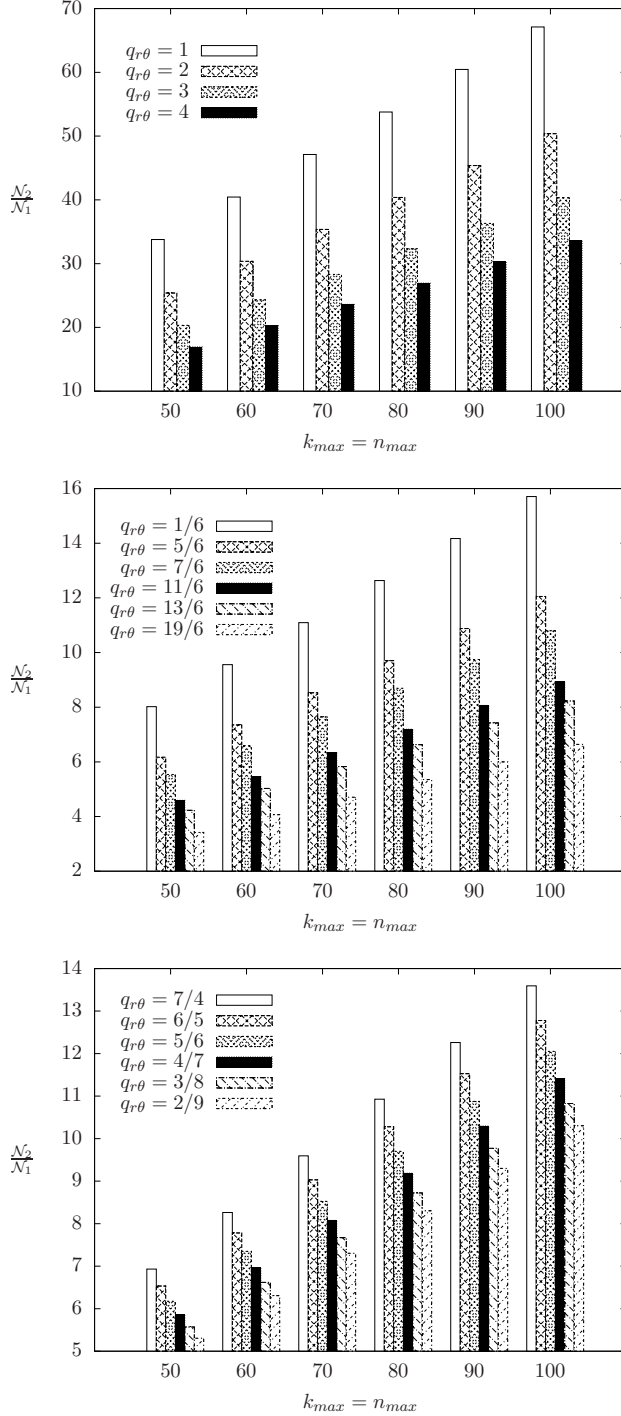 70
60
50
40
30
20
10
q_{rθ} = 1
q_{rθ} = 2
q_{rθ} = 3
q_{rθ} = 4
N_2/N_1
50 60 70 80 90 100
k_{max} = n_{max}
16
14
12
10
8
6
4
2
q_{rθ} = 1/6
q_{rθ} = 5/6
q_{rθ} = 7/6
q_{rθ} = 11/6
q_{rθ} = 13/6
q_{rθ} = 19/6
N_2/N_1
50 60 70 80 90 100
k_{max} = n_{max}
14
13
12
11
10
9
8
7
6
5
q_{rθ} = 7/4
q_{rθ} = 6/5
q_{rθ} = 5/6
q_{rθ} = 4/7
q_{rθ} = 3/8
q_{rθ} = 2/9
N_2/N_1
50 60 70 80 90 100
k_{max} = n_{max}